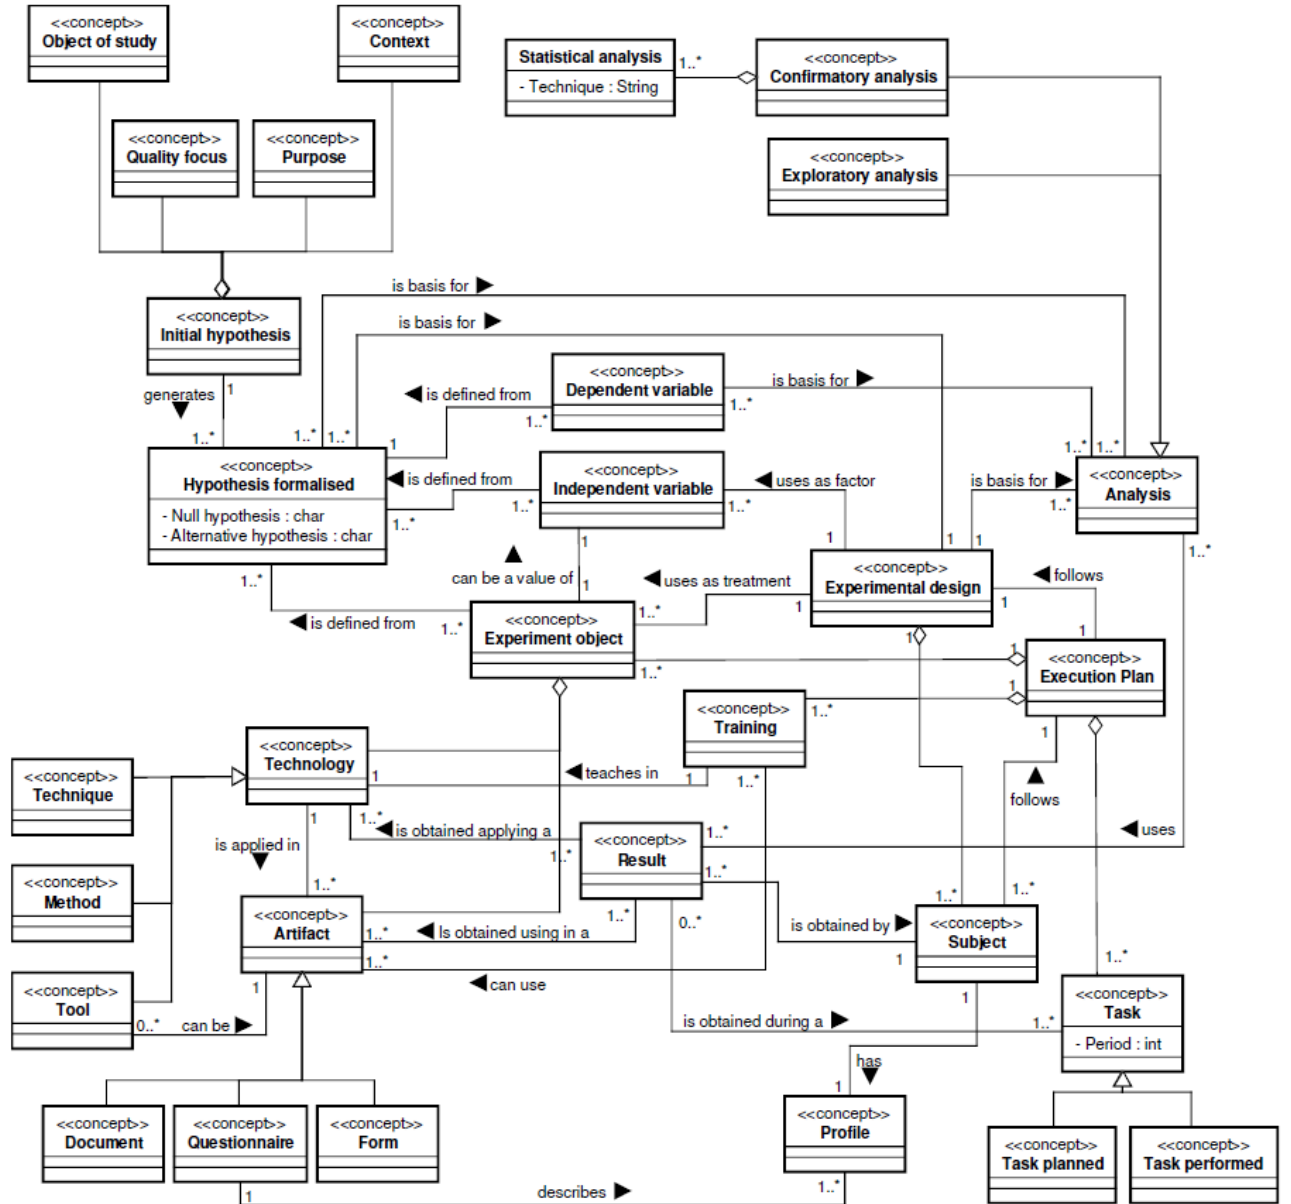 <<concept>>
Object of study
<<concept>>
Context
Statistical analysis
- Technique : String
1..*
<<concept>>
Confirmatory analysis
<<concept>>
Quality focus
<<concept>>
Purpose
<<concept>>
Exploratory analysis
is basis for
<<concept>>
Initial hypothesis
is basis for
generates
1
1..*
<<concept>>
Dependent variable
is defined from
1..*
1..*
is basis for
1..*
1..*
1
1..*
1..*
<<concept>>
Hypothesis formalised
- Null hypothesis : char
- Alternative hypothesis : char
is defined from
1..*
1..*
<<concept>>
Independent variable
1..*
uses as factor
is basis for
<<concept>>
Analysis
1..*
1
1
1
1..*
1
can be a value of
1
1..*
is defined from
1..*
<<concept>>
Experiment object
uses as treatment
1..*
1
<<concept>>
Experimental design
follows
1
1
1
1
1..*
<<concept>>
Execution Plan
1
1..*
1
<<concept>>
Training
<<concept>>
Technology
1
teaches in
1
1..*
follows
<<concept>>
Technique
1
1..*
is obtained applying a
1..*
<<concept>>
Result
1..*
1..*
uses
is applied in
1..*
<<concept>>
Method
<<concept>>
Artifact
1..*
Is obtained using in a
1..*
0..*
is obtained by
1..*
1..*
<<concept>>
Subject
1
1..*
1..*
can use
<<concept>>
Tool
0..*
can be
1
is obtained during a
1..*
1
<<concept>>
Task
- Period : int
has
1
<<concept>>
Document
<<concept>>
Questionnaire
<<concept>>
Form
<<concept>>
Profile
<<concept>>
Task planned
<<concept>>
Task performed
1
describes
1..*